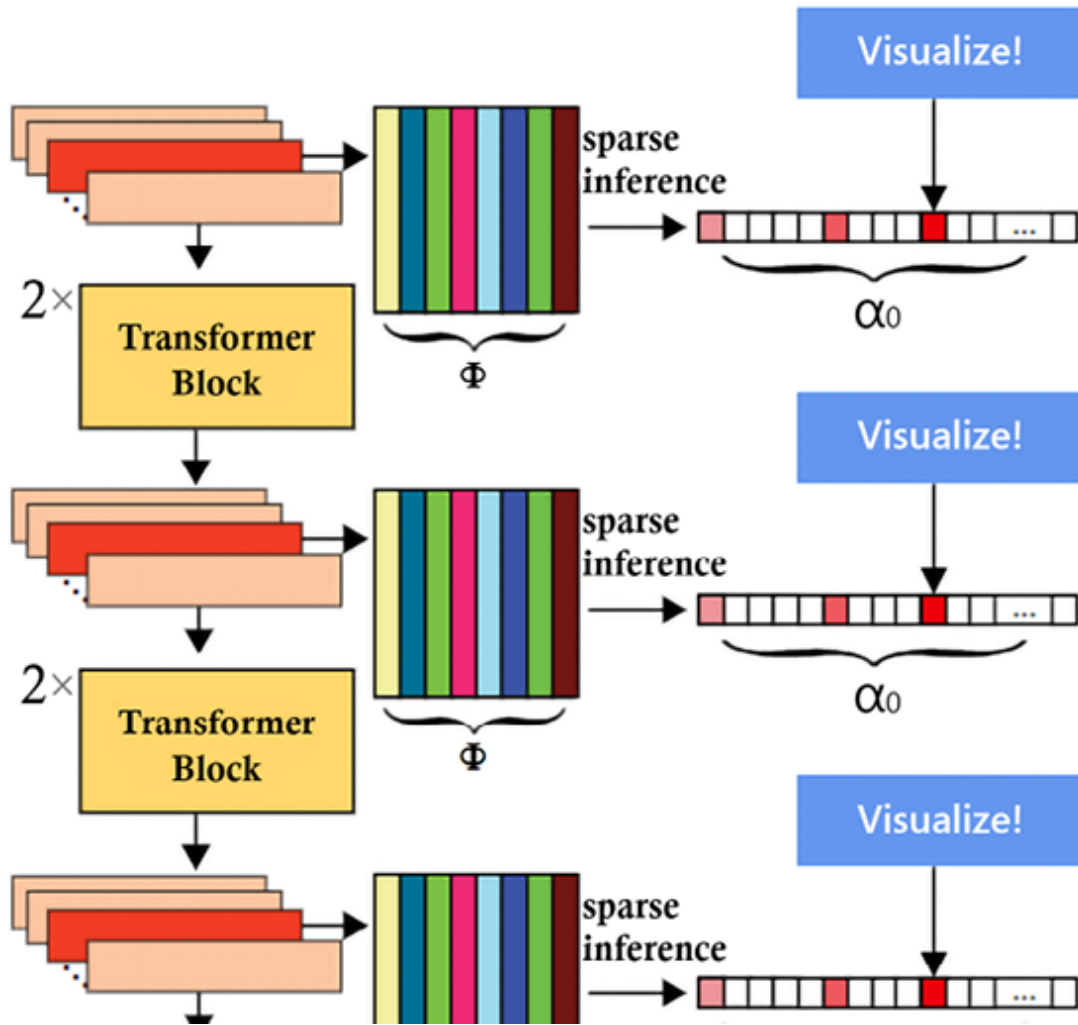 Visualize!
sparse
inference
...
α0
2×
Transformer
Block
Φ
Visualize!
sparse
inference
...
α0
2×
Transformer
Block
Φ
Visualize!
sparse
inference
...